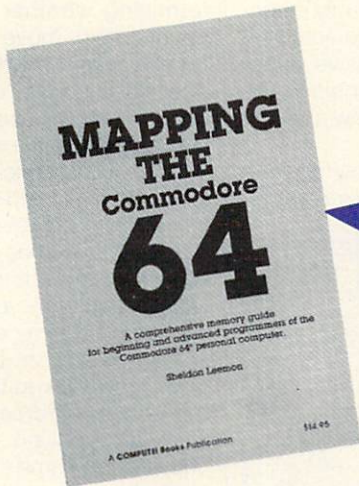 MAPPING
THE
Commodore
64
A comprehensive memory guide
for beginning and advanced programmers of the
Commodore 64® personal computer.
Sheldon Leemon
A COMPUTE! Books Publication
$14.95